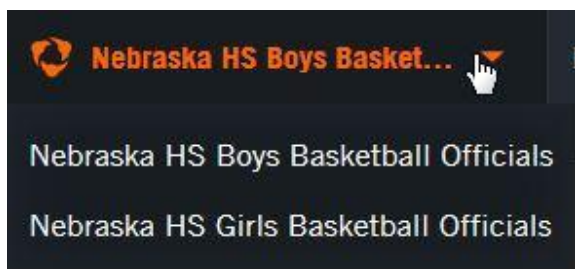 Nebraska HS Boys Basket...
Nebraska HS Boys Basketball Officials
Nebraska HS Girls Basketball Officials